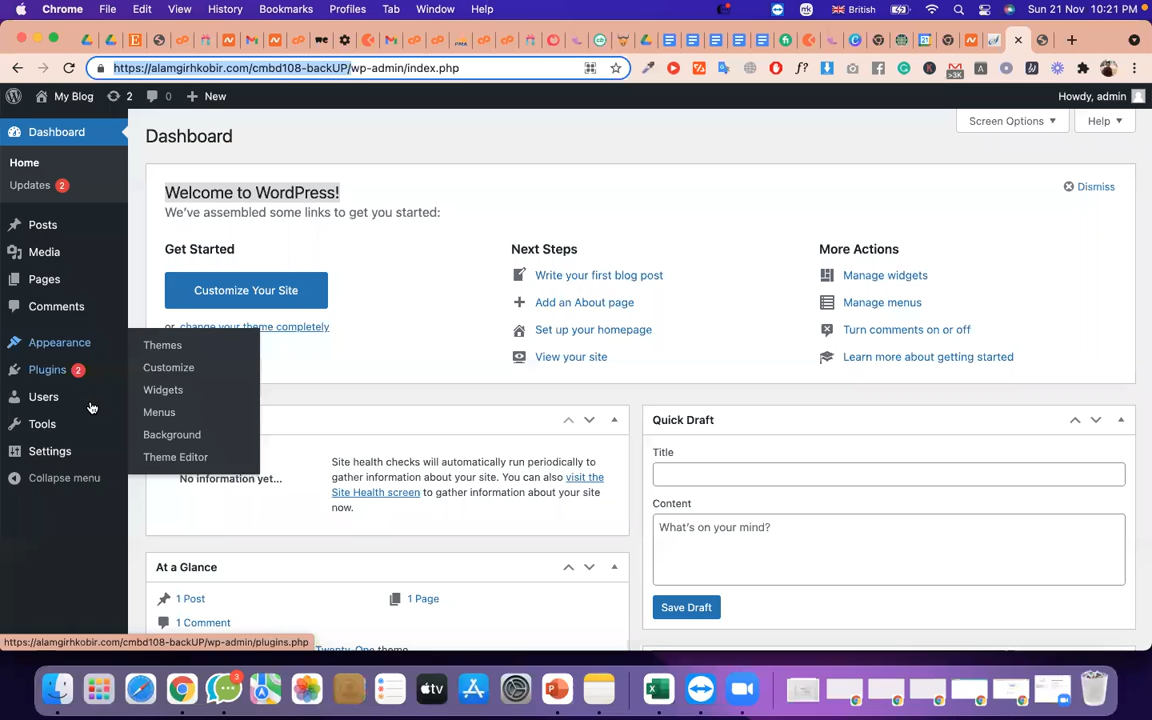 Chrome File Edit View History Bookmarks Profiles Tab Window Help British Sun 21 Nov 10:21 PM
https://alamgirhkobir.com/cmbd108-backUP/wp-admin/index.php
My Blog 2 0 New Howdy, admin
Screen Options Help
Dashboard
Home
Updates 2
Posts
Media
Pages
Comments
Appearance
Plugins 2
Users
Tools
Settings
Collapse menu
Themes
Customize
Widgets
Menus
Background
Theme Editor
Dashboard
Welcome to WordPress!
Dismiss
We've assembled some links to get you started:
Get Started
Customize Your Site
or, change your theme completely
Next Steps
Write your first blog post
Add an About page
Set up your homepage
View your site
More Actions
Manage widgets
Manage menus
Turn comments on or off
Learn more about getting started
No information yet...
Site health checks will automatically run periodically to
gather information about your site. You can also visit the
Site Health screen to gather information about your site
now.
At a Glance
1 Post
1 Page
1 Comment
Twenty-One theme
Quick Draft
Title
Content
What's on your mind?
Save Draft
https://alamgirhkobir.com/cmbd108-backUP/wp-admin/plugins.php
3
tv